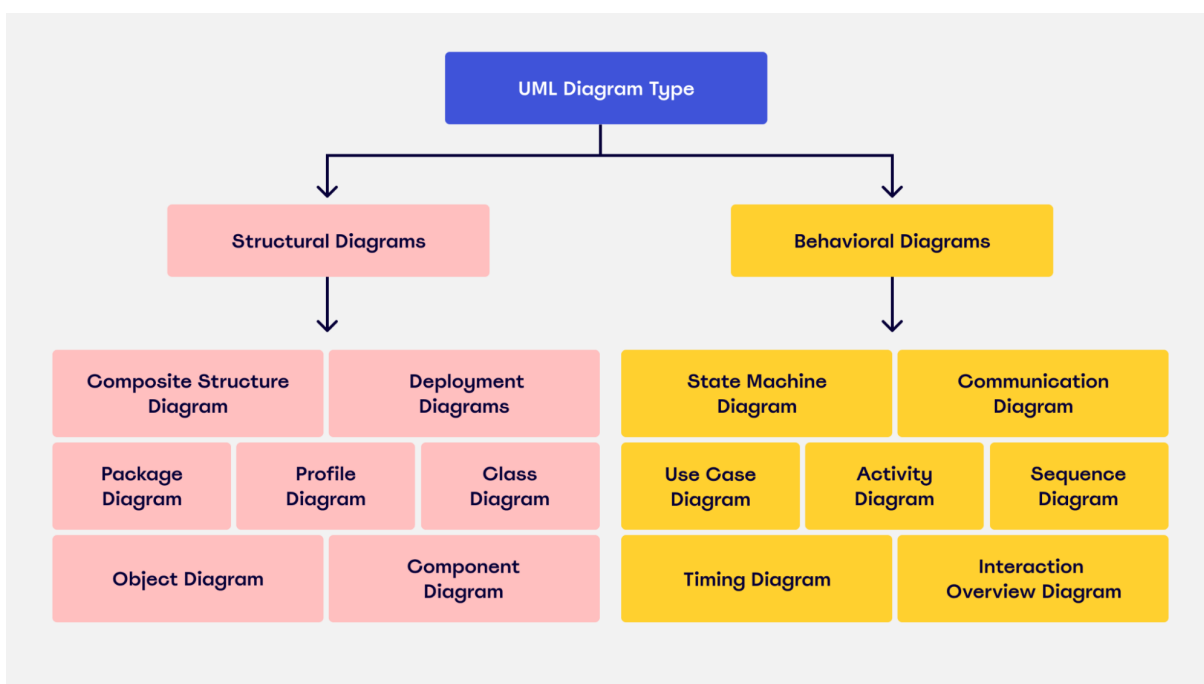 UML Diagram Type
Structural Diagrams
Behavioral Diagrams
Composite Structure
Diagram
Deployment
Diagrams
State Machine
Diagram
Communication
Diagram
Package
Diagram
Profile
Diagram
Class
Diagram
Use Case
Diagram
Activity
Diagram
Sequence
Diagram
Object Diagram
Component
Diagram
Timing Diagram
Interaction
Overview Diagram